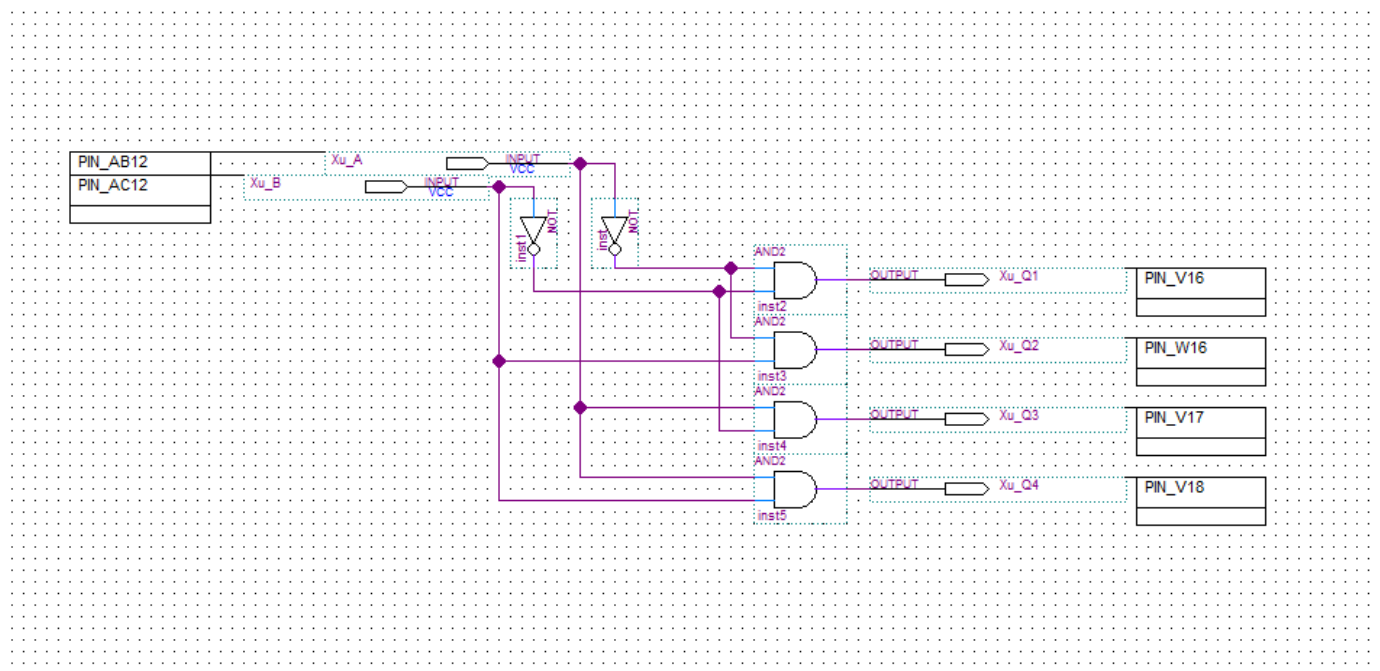 PIN_AB12
Xu_A
INPUT
VCC
PIN_AC12
Xu_B
INPUT
VCC
NOT
inst1
NOT
inst
AND2
inst2
OUTPUT
Xu_Q1
PIN_V16
AND2
inst3
OUTPUT
Xu_Q2
PIN_W16
AND2
inst4
OUTPUT
Xu_Q3
PIN_V17
AND2
inst5
OUTPUT
Xu_Q4
PIN_V18